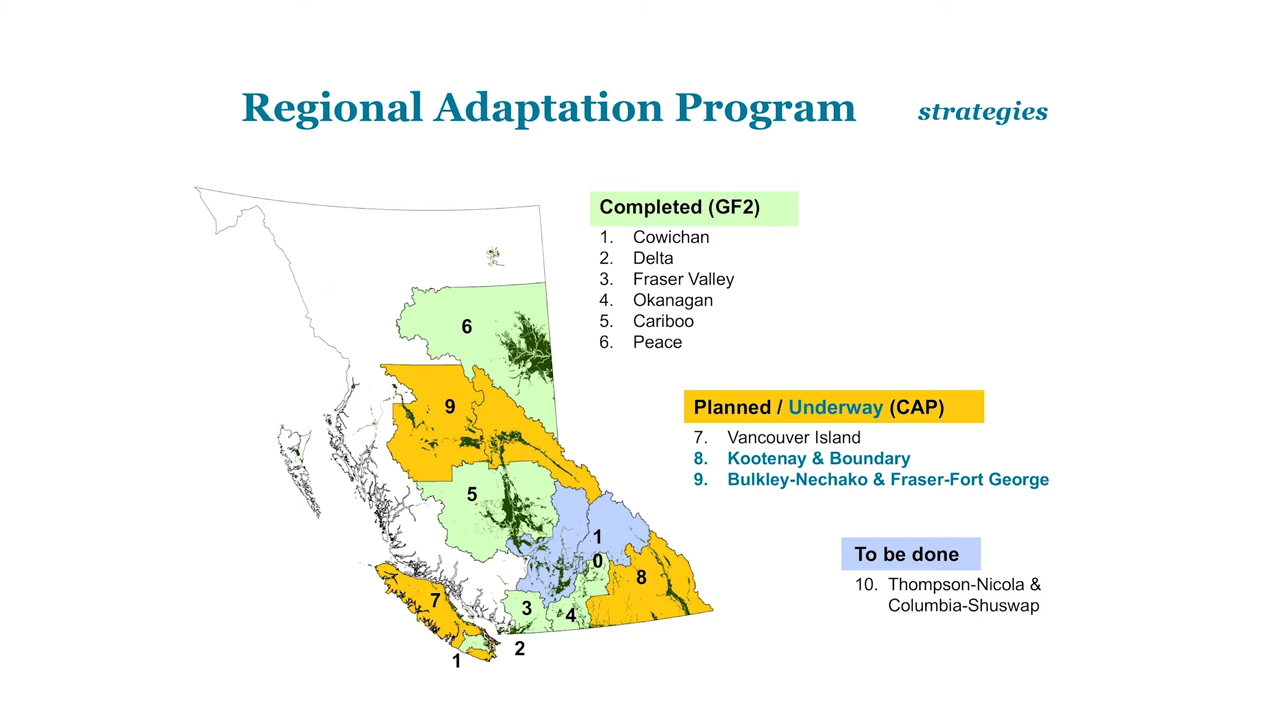 Regional Adaptation Program strategies
Completed (GF2)
1. Cowichan
2. Delta
3. Fraser Valley
4. Okanagan
5. Cariboo
6. Peace
Planned / Underway (CAP)
7. Vancouver Island
8. Kootenay & Boundary
9. Bulkley-Nechako & Fraser-Fort George
To be done
10. Thompson-Nicola &
Columbia-Shuswap
6
9
5
1
0
8
7
3
4
2
1